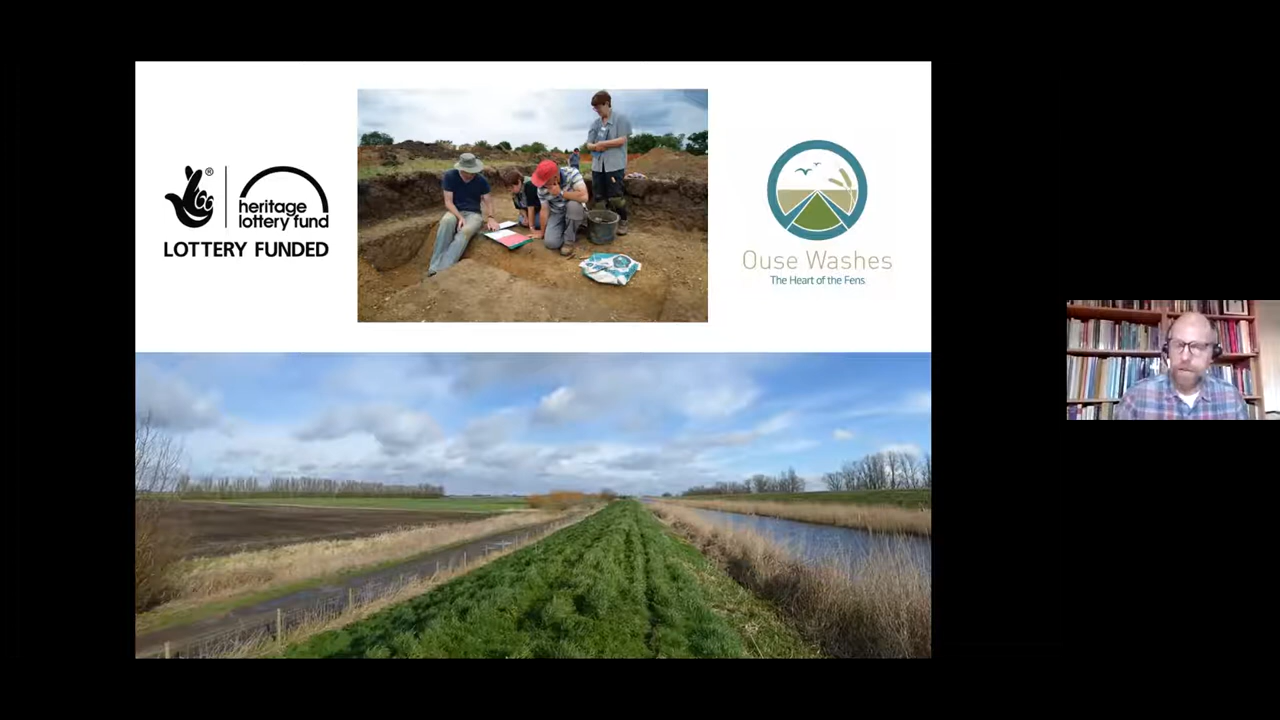 ®
heritage
lottery fund
LOTTERY FUNDED
Ouse Washes
The Heart of the Fens